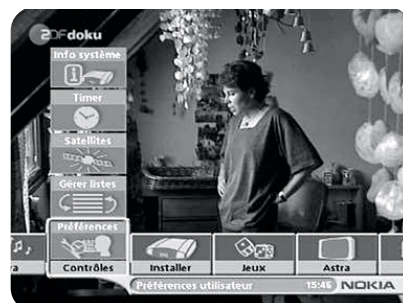 ZDFdoku
Info système
Timer
Satellites
Gérer listes
Préférences
Contrôles
Installer
Jeux
Astra
Préférences utilisateur
15:46
NOKIA